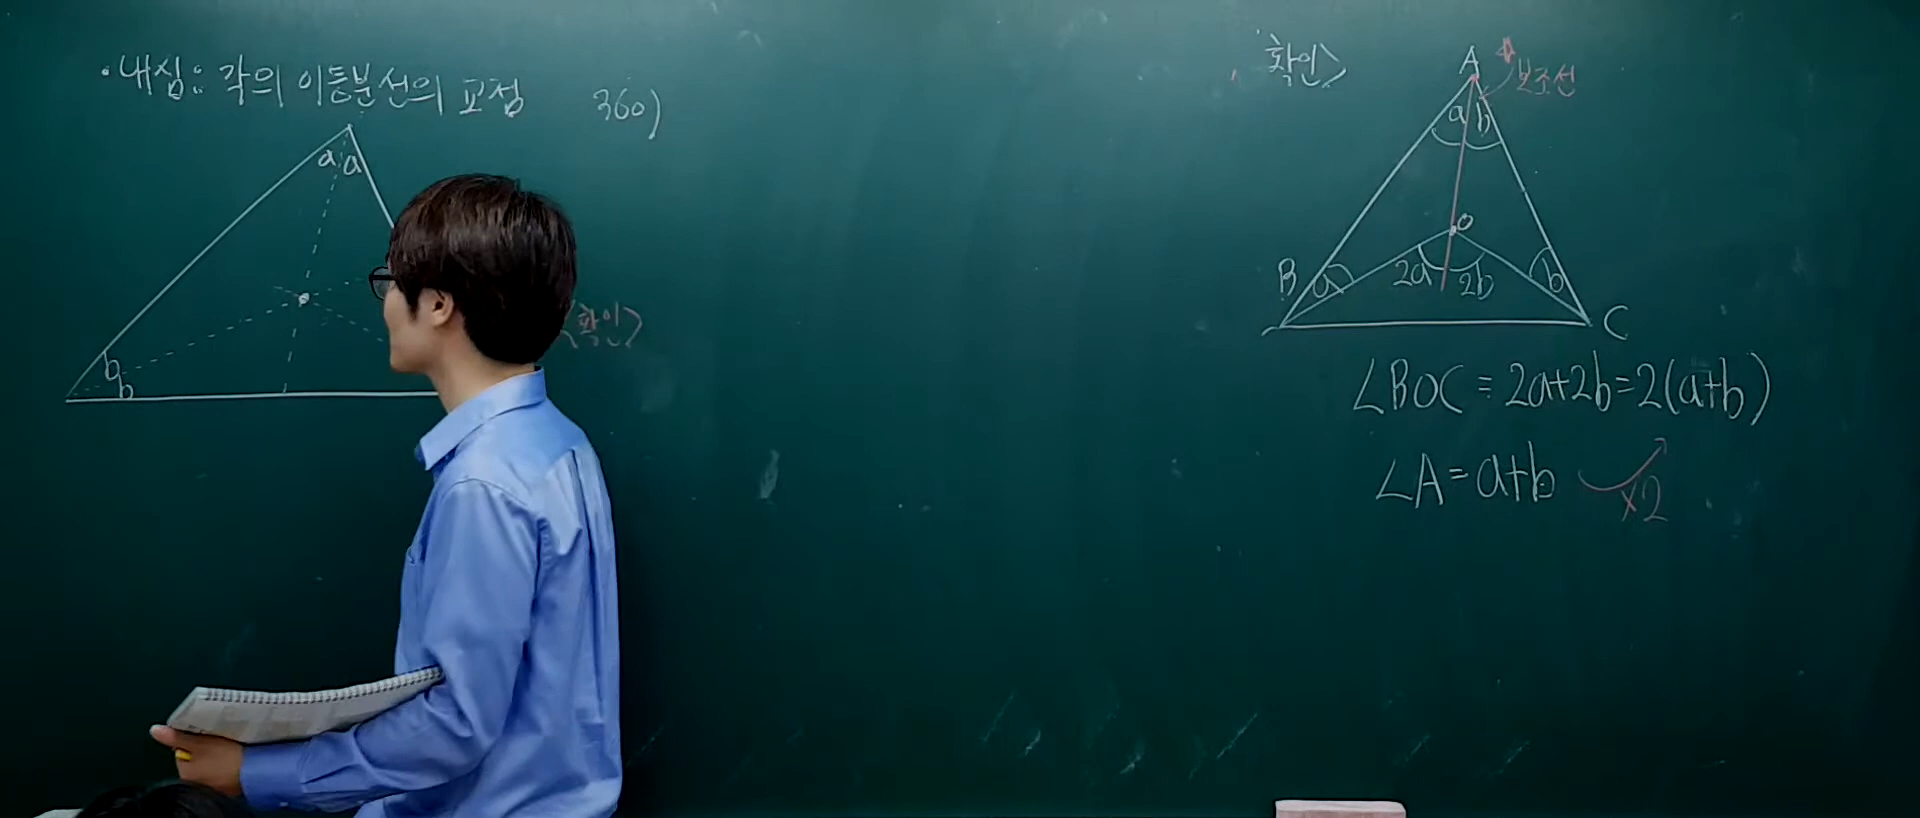 ·내심: 각의 이등분선의 교점
360)
a a
b
b
<확인>
확인>
A
보조선
a b
O
B a 2a 2b b
C
∠BOC = 2a+2b=2(a+b)
∠A = a+b
×2